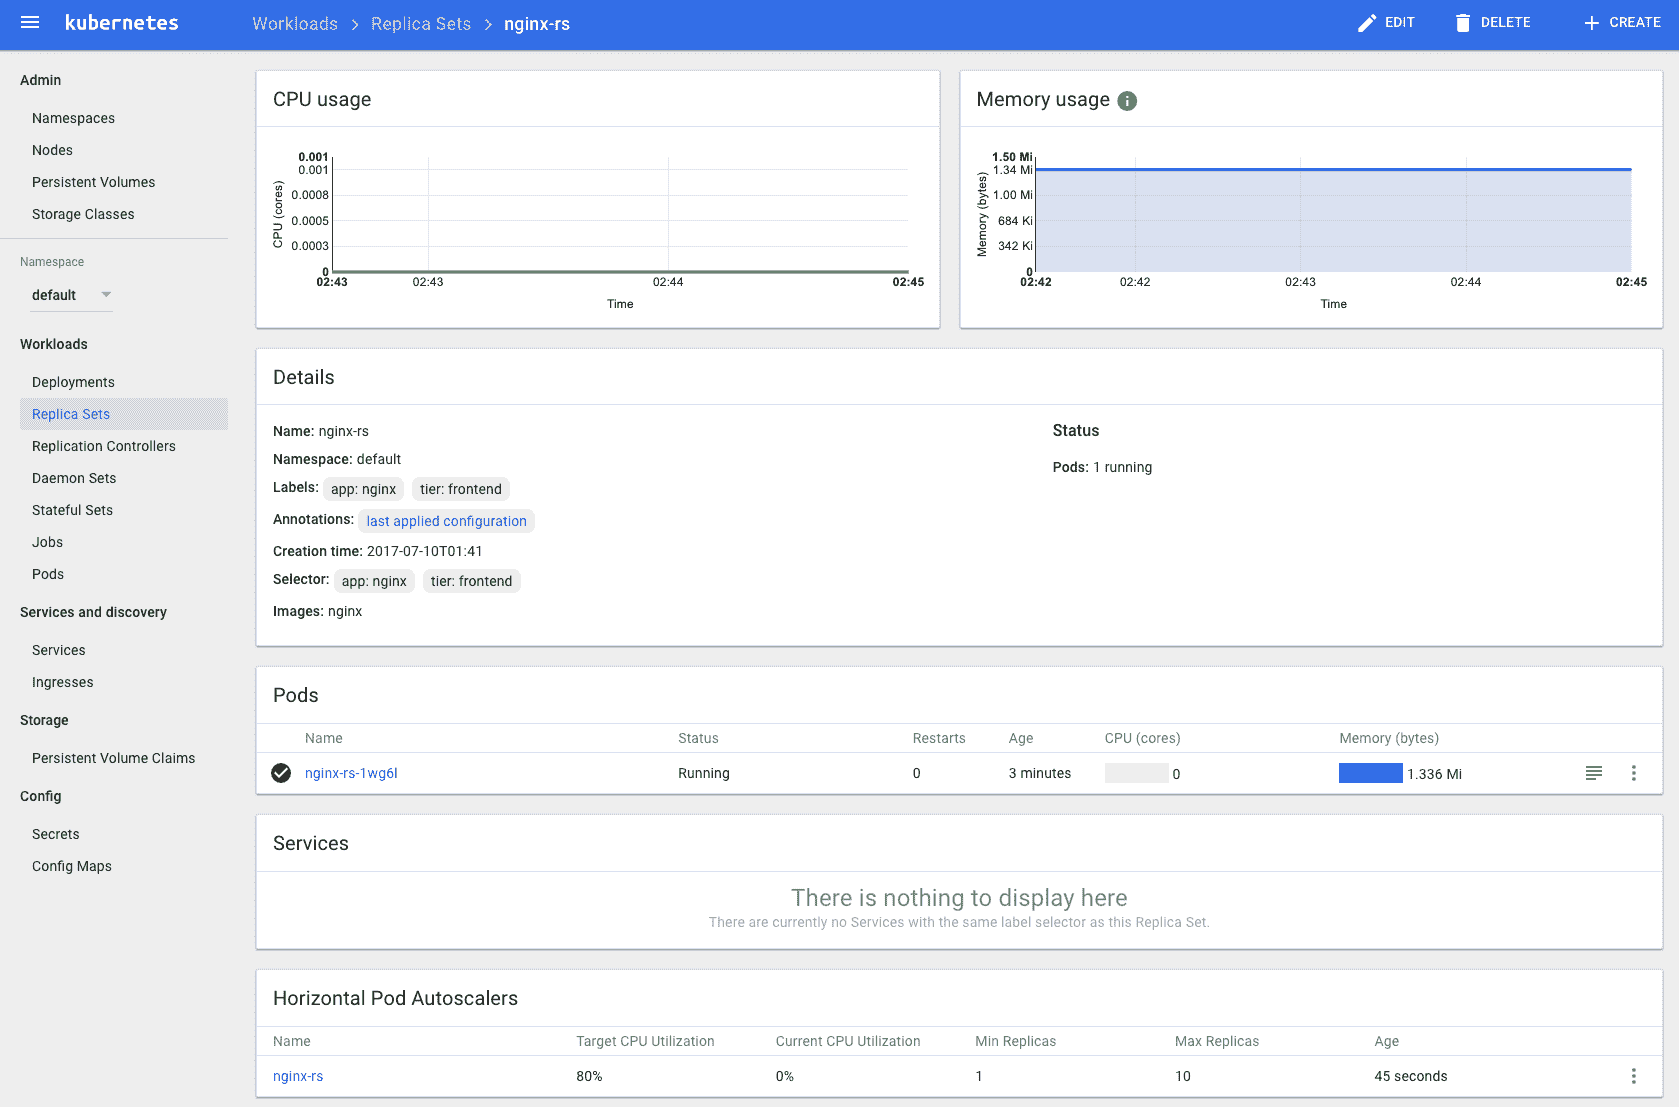 kubernetes
Workloads > Replica Sets > nginx-rs
EDIT
DELETE
CREATE
Admin
Namespaces
Nodes
Persistent Volumes
Storage Classes
Namespace
default
Workloads
Deployments
Replica Sets
Replication Controllers
Daemon Sets
Stateful Sets
Jobs
Pods
Services and discovery
Services
Ingresses
Storage
Persistent Volume Claims
Config
Secrets
Config Maps
CPU usage
CPU (cores)
0.001
0.001
0.0008
0.0005
0.0003
0
02:43 02:43 02:44 02:45
Time
Memory usage i
Memory (bytes)
1.50 Mi
1.34 Mi
1.00 Mi
684 Ki
342 Ki
0
02:42 02:42 02:43 02:44 02:45
Time
Details
Name: nginx-rs
Namespace: default
Labels: app: nginx tier: frontend
Annotations: last applied configuration
Creation time: 2017-07-10T01:41
Selector: app: nginx tier: frontend
Images: nginx
Status
Pods: 1 running
Pods
Name Status Restarts Age CPU (cores) Memory (bytes)
nginx-rs-1wg6l Running 0 3 minutes 0 1.336 Mi
Services
There is nothing to display here
There are currently no Services with the same label selector as this Replica Set.
Horizontal Pod Autoscalers
Name Target CPU Utilization Current CPU Utilization Min Replicas Max Replicas Age
nginx-rs 80% 0% 1 10 45 seconds